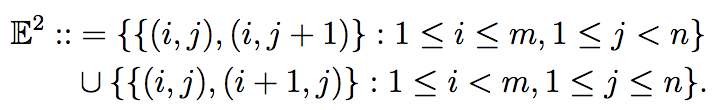 𝔼² :: = {{(i, j), (i, j + 1)} : 1 ≤ i ≤ m, 1 ≤ j < n}
∪ {{(i, j), (i + 1, j)} : 1 ≤ i < m, 1 ≤ j ≤ n}.